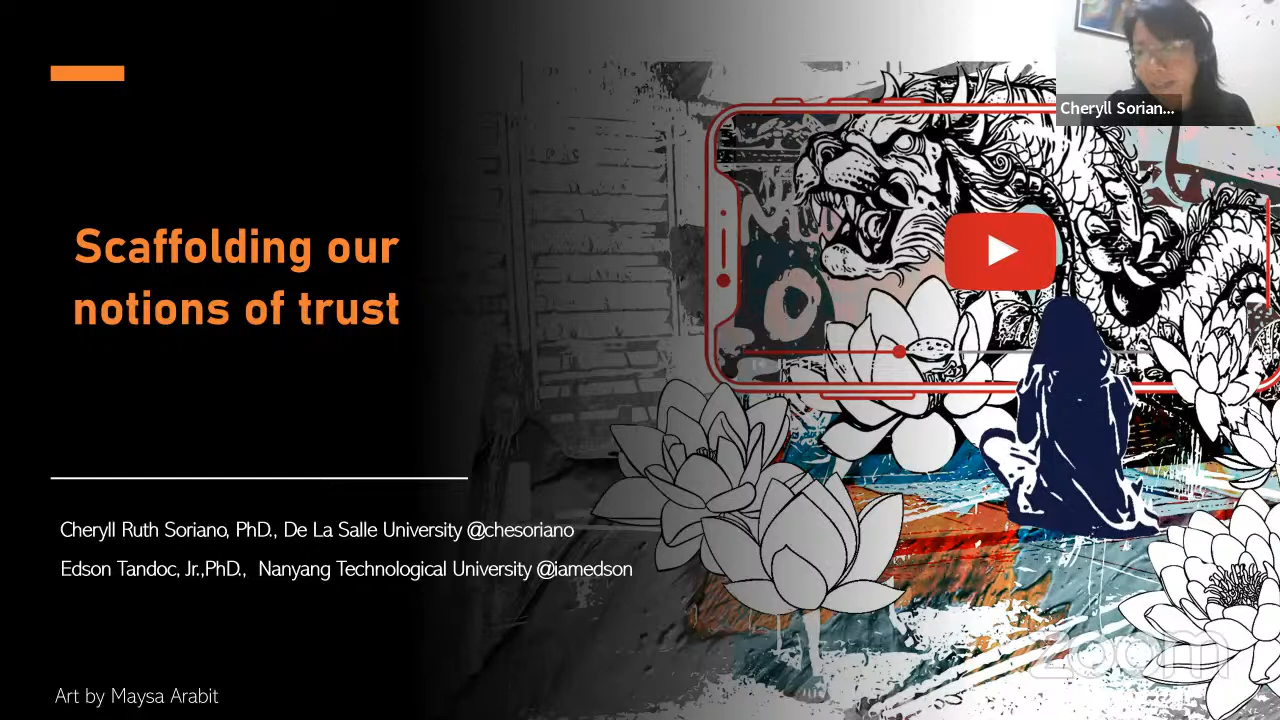 Cheryll Sorian...
Scaffolding our
notions of trust
Cheryll Ruth Soriano, PhD., De La Salle University @chesoriano
Edson Tandoc, Jr.,PhD., Nanyang Technological University @iamedson
zoom
Art by Maysa Arabit